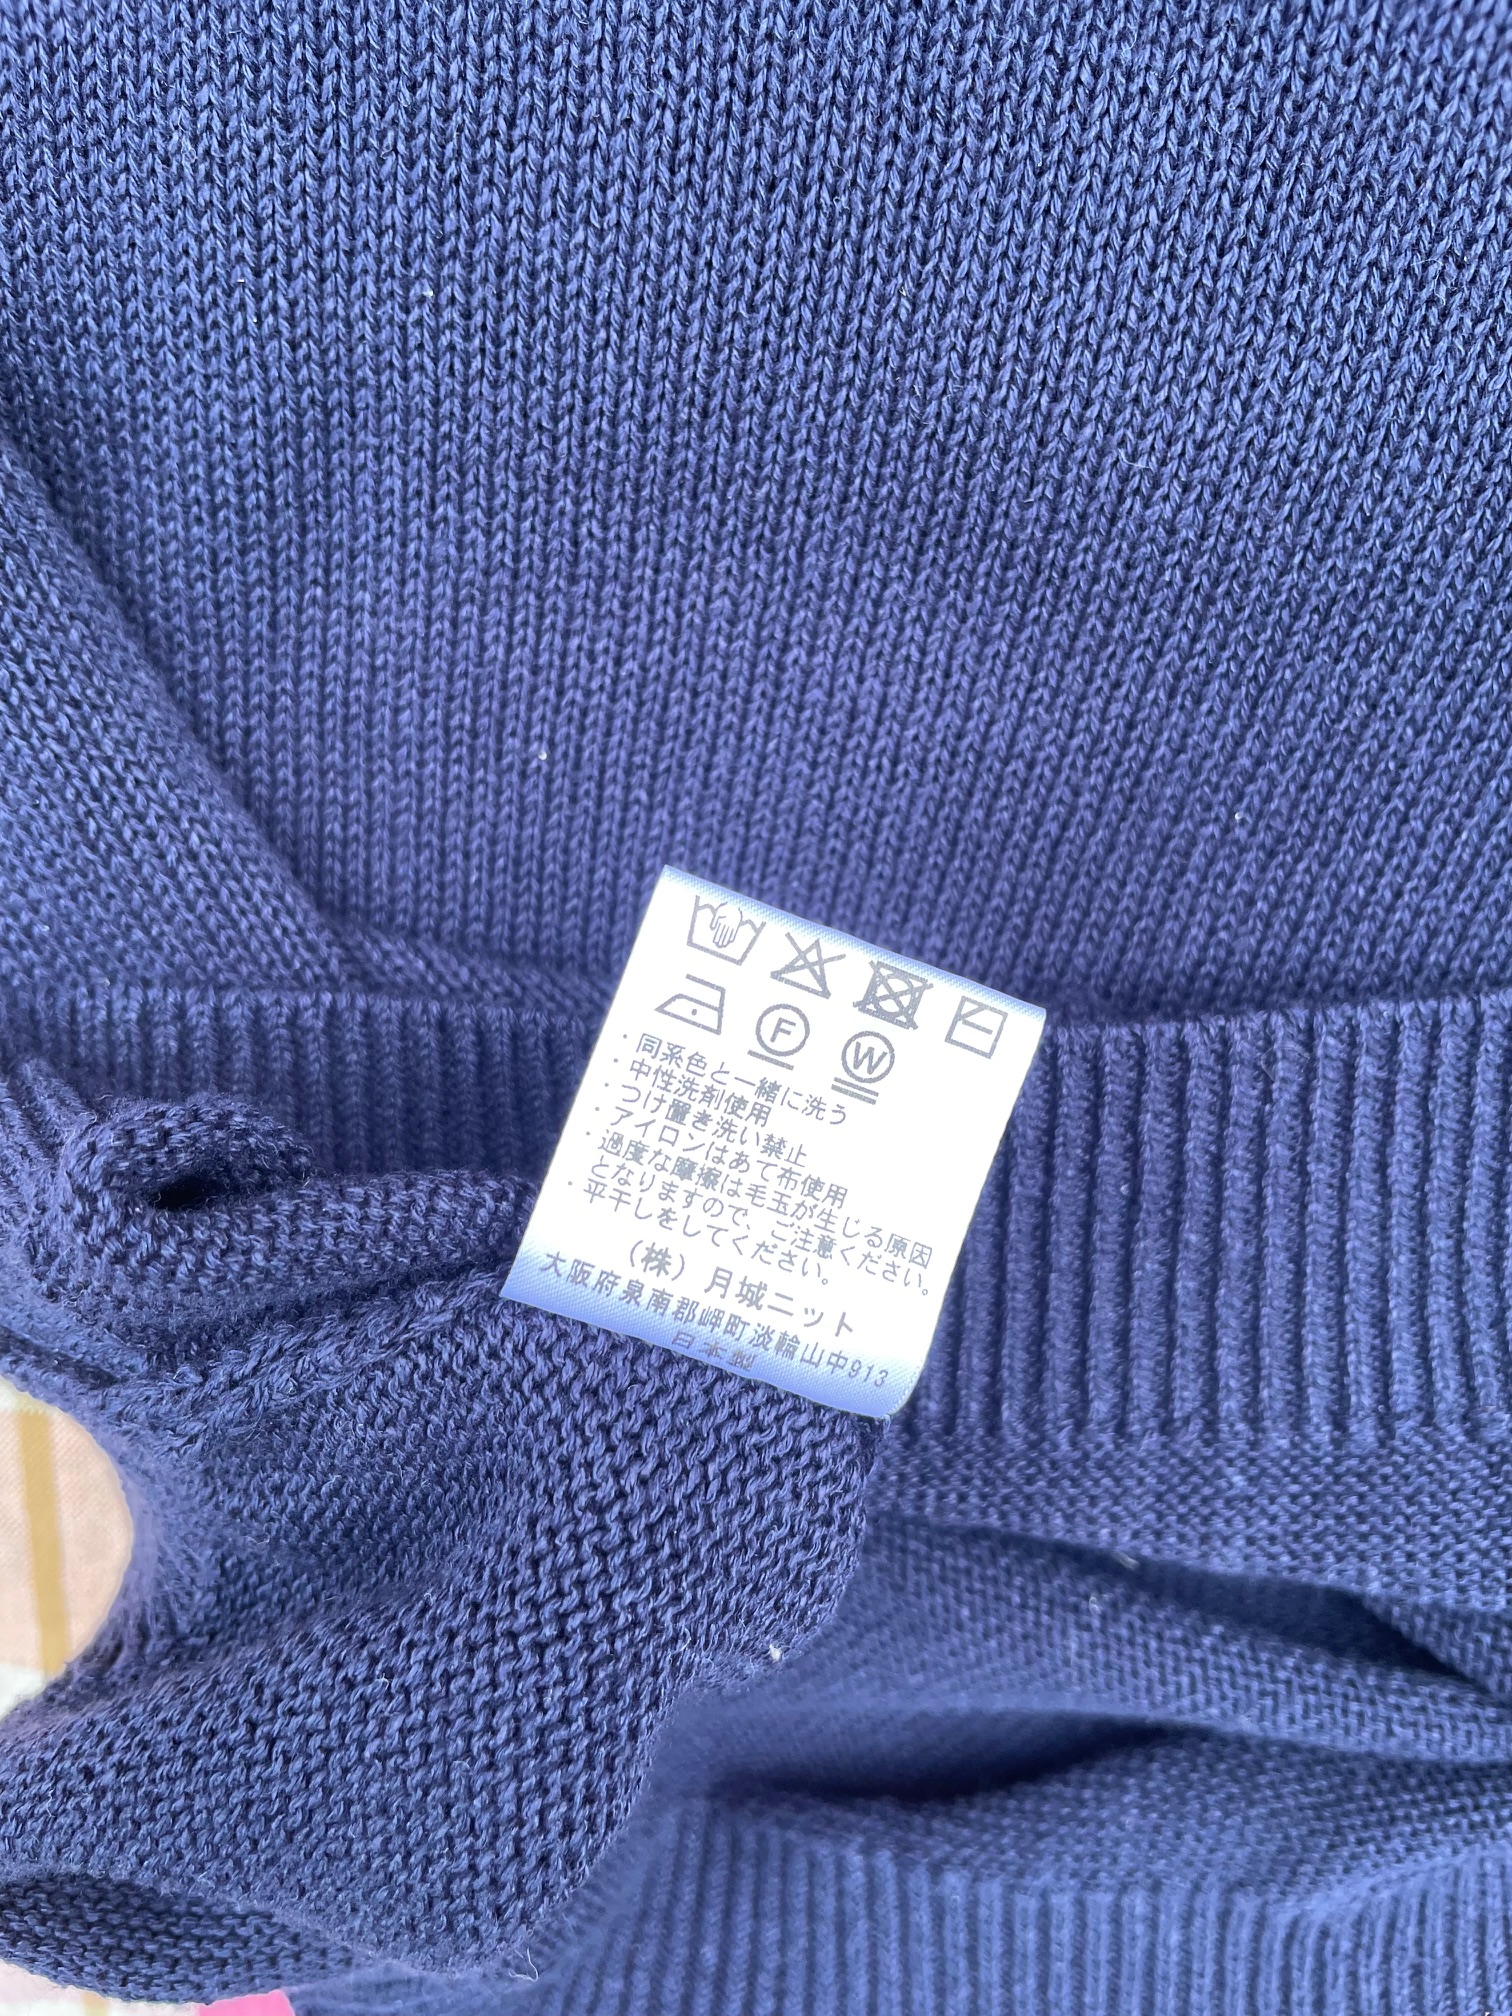 F W
・同系色と一緒に洗う
・中性洗剤使用
・つけ置き洗い禁止
・アイロンはあて布使用
・過度な摩擦は毛玉が生じる原因
となりますので、ご注意ください。
・平干しをしてください。
（株）月城ニット
大阪府泉南郡岬町淡輪山中913
日本製